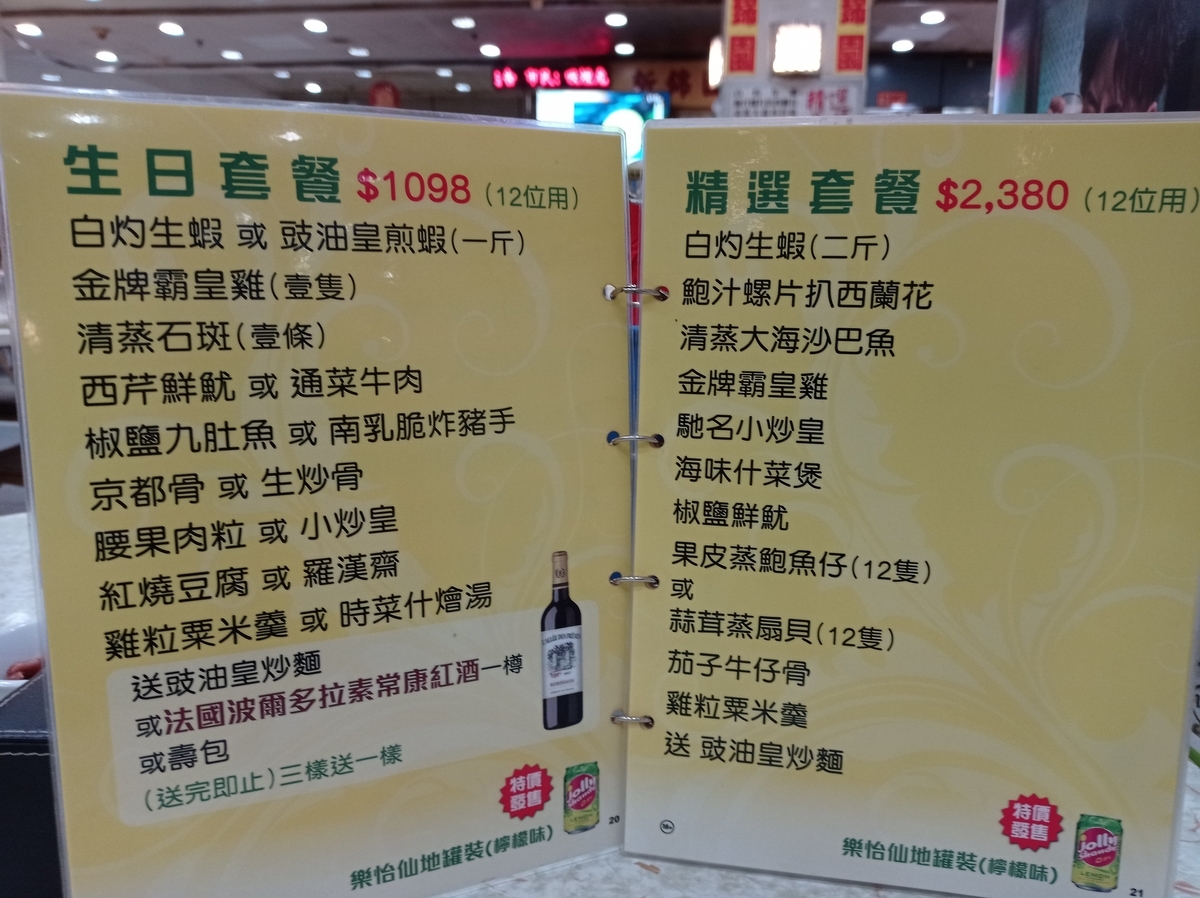 生日套餐 $1098 (12位用)
白灼生蝦 或 豉油皇煎蝦(一斤)
金牌霸皇雞(壹隻)
清蒸石斑(壹條)
西芹鮮魷 或 通菜牛肉
椒鹽九肚魚 或 南乳脆炸豬手
京都骨 或 生炒骨
腰果肉粒 或 小炒皇
紅燒豆腐 或 羅漢齋
雞粒粟米羹 或 時菜什燴湯
送豉油皇炒麵
或法國波爾多拉素常康紅酒一樽
或壽包
(送完即止)三樣送一樣
特價
發售
樂怡仙地罐裝(檸檬味)
20
精選套餐 $2,380 (12位用)
白灼生蝦(二斤)
鮑汁螺片扒西蘭花
清蒸大海沙巴魚
金牌霸皇雞
馳名小炒皇
海味什菜煲
椒鹽鮮魷
果皮蒸鮑魚仔(12隻)
或
蒜茸蒸扇貝(12隻)
茄子牛仔骨
雞粒粟米羹
送 豉油皇炒麵
特價
發售
樂怡仙地罐裝(檸檬味)
jolly
Shandy
LEMON
21
精選